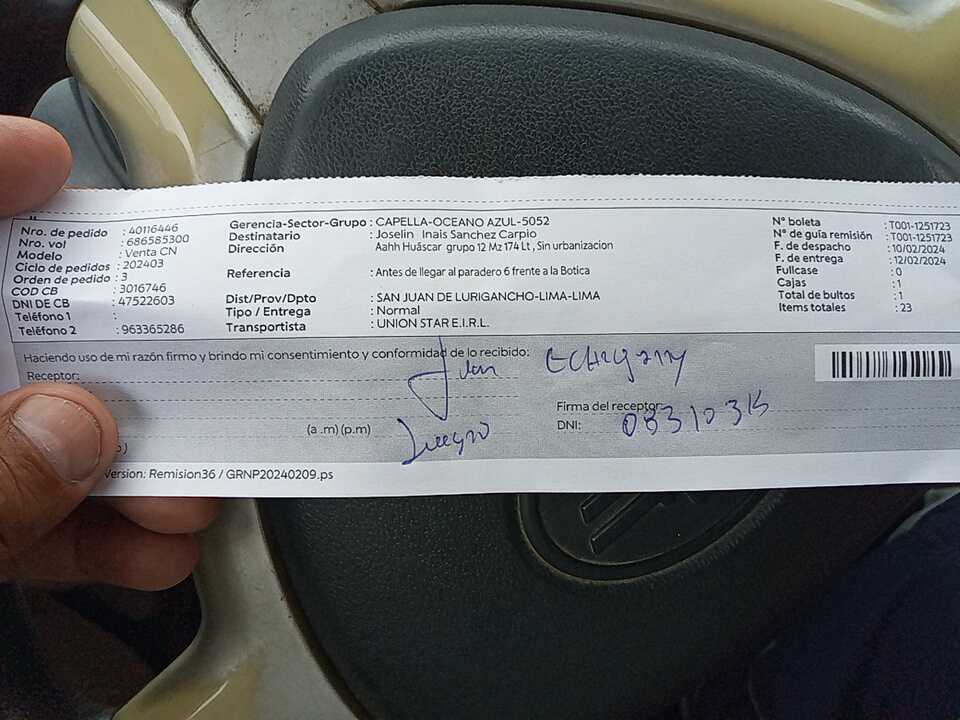 Nro. de pedido : 40116446
Nro. vol : 686585300
Modelo : Venta CN
Ciclo de pedidos : 202403
Orden de pedido : 3
COD CB : 3016746
DNI DE CB : 47522603
Teléfono 1 :
Teléfono 2 : 963365286
Gerencia-Sector-Grupo : CAPELLA-OCEANO AZUL-5052
Destinatario : Joselin Inais Sanchez Carpio
Dirección : Aahh Huáscar grupo 12 Mz 174 Lt , Sin urbanizacion
Referencia : Antes de llegar al paradero 6 frente a la Botica
Dist/Prov/Dpto : SAN JUAN DE LURIGANCHO-LIMA-LIMA
Tipo / Entrega : Normal
Transportista : UNION STAR E.I.R.L.
N° boleta : T001-1251723
N° de guía remisión : T001-1251723
F. de despacho : 10/02/2024
F. de entrega : 12/02/2024
Fullcase : 0
Cajas : 1
Total de bultos : 1
Items totales : 23
Haciendo uso de mi razón firmo y brindo mi consentimiento y conformidad de lo recibido:
Receptor: Juan
(a .m) (p.m)
Firma del receptor:
DNI:
Version: Remision36 / GRNP20240209.ps